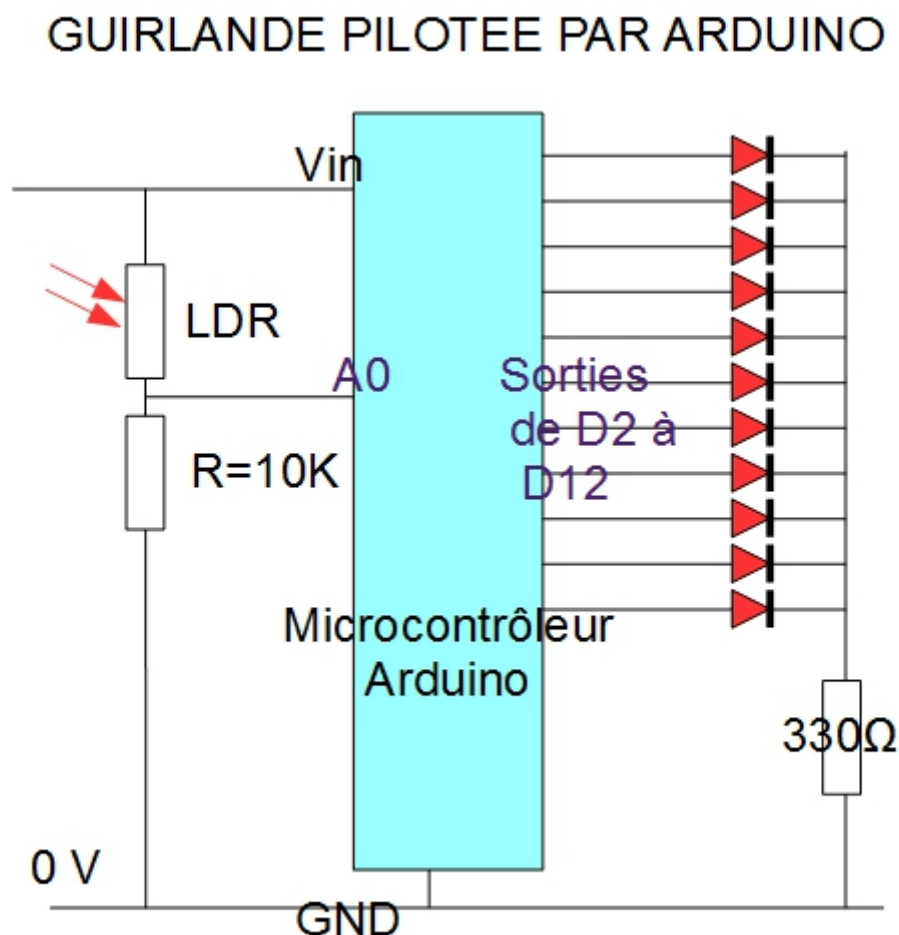 GUIRLANDE PILOTEE PAR ARDUINO
Vin
LDR
A0
Sorties
de D2 à
D12
R=10K
Microcontrôleur
Arduino
330Ω
0 V
GND